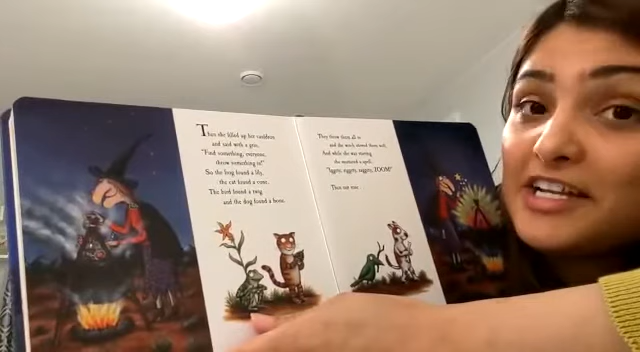 Then she filled up her cauldron
and said with a grin,
"Find something, everyone,
throw something in!"
So the frog found a lily,
the cat found a cone,
The bird found a twig
and the dog found a bone.
They threw them all in
and the witch stirred them well,
And while she was stirring
she muttered a spell.
"Iggety, ziggety, zaggety, ZOOM!"
Then out rose . . .